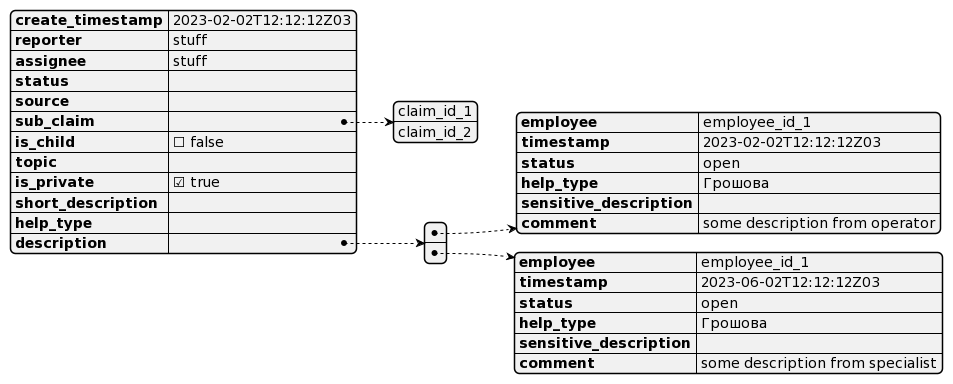 create_timestamp 2023-02-02T12:12:12Z03
reporter stuff
assignee stuff
status
source
sub_claim
is_child ☐ false
topic
is_private ☑ true
short_description
help_type
description
claim_id_1
claim_id_2
employee employee_id_1
timestamp 2023-02-02T12:12:12Z03
status open
help_type Грошова
sensitive_description
comment some description from operator
employee employee_id_1
timestamp 2023-06-02T12:12:12Z03
status open
help_type Грошова
sensitive_description
comment some description from specialist